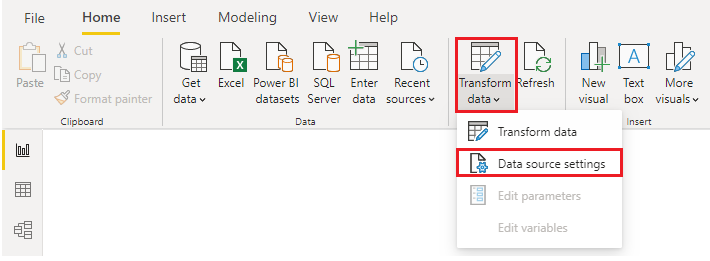 File Home Insert Modeling View Help
Paste
Cut
Copy
Format painter
Clipboard
Get
data
Excel
Power BI
datasets
SQL
Server
Enter
data
Recent
sources
Data
Transform
data
Refresh
New
visual
Text
box
More
visuals
Insert
Transform data
Data source settings
Edit parameters
Edit variables